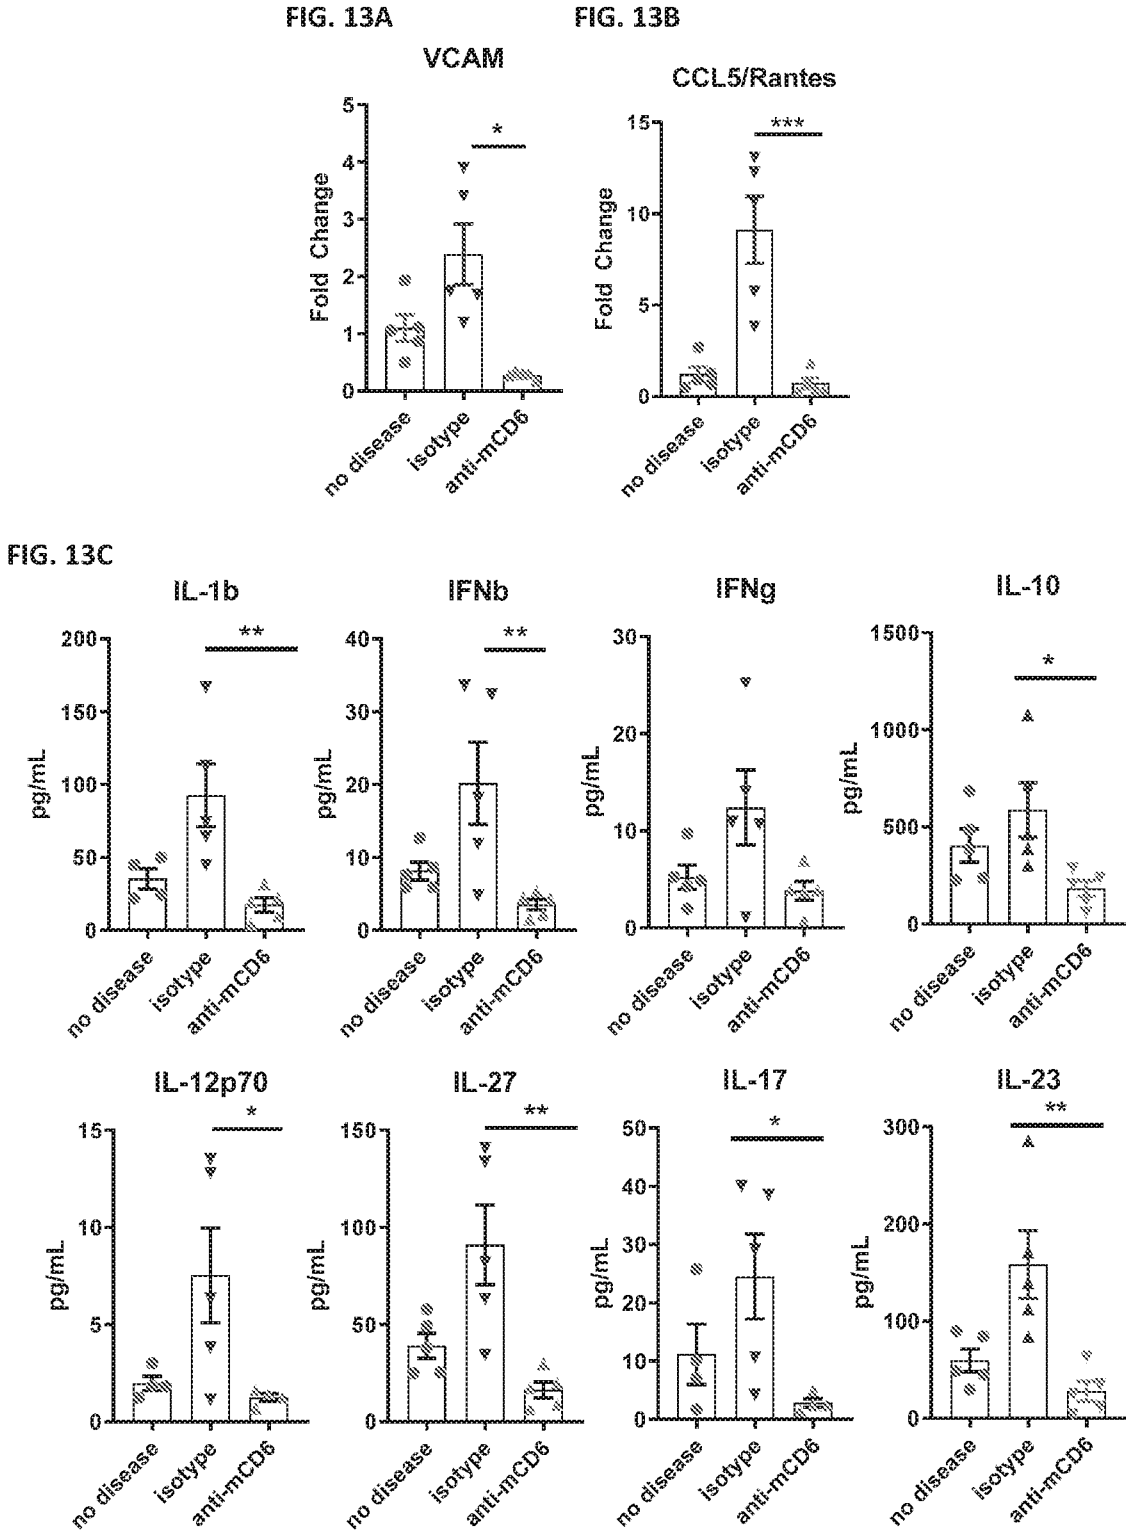 FIG. 13A
FIG. 13B
VCAM
CCL5/Rantes
Fold Change
5
4
3
2
1
0
*
no disease
isotype
anti-mCD6
Fold Change
15
10
5
0
***
no disease
isotype
anti-mCD6
FIG. 13C
IL-1b
pg/mL
200
150
100
50
0
**
no disease
isotype
anti-mCD6
IFNb
pg/mL
40
30
20
10
0
**
no disease
isotype
anti-mCD6
IFNg
pg/mL
30
20
10
0
no disease
isotype
anti-mCD6
IL-10
pg/mL
1500
1000
500
0
*
no disease
isotype
anti-mCD6
IL-12p70
pg/mL
15
10
5
0
*
no disease
isotype
anti-mCD6
IL-27
pg/mL
150
100
50
0
**
no disease
isotype
anti-mCD6
IL-17
pg/mL
50
40
30
20
10
0
*
no disease
isotype
anti-mCD6
IL-23
pg/mL
300
200
100
0
**
no disease
isotype
anti-mCD6